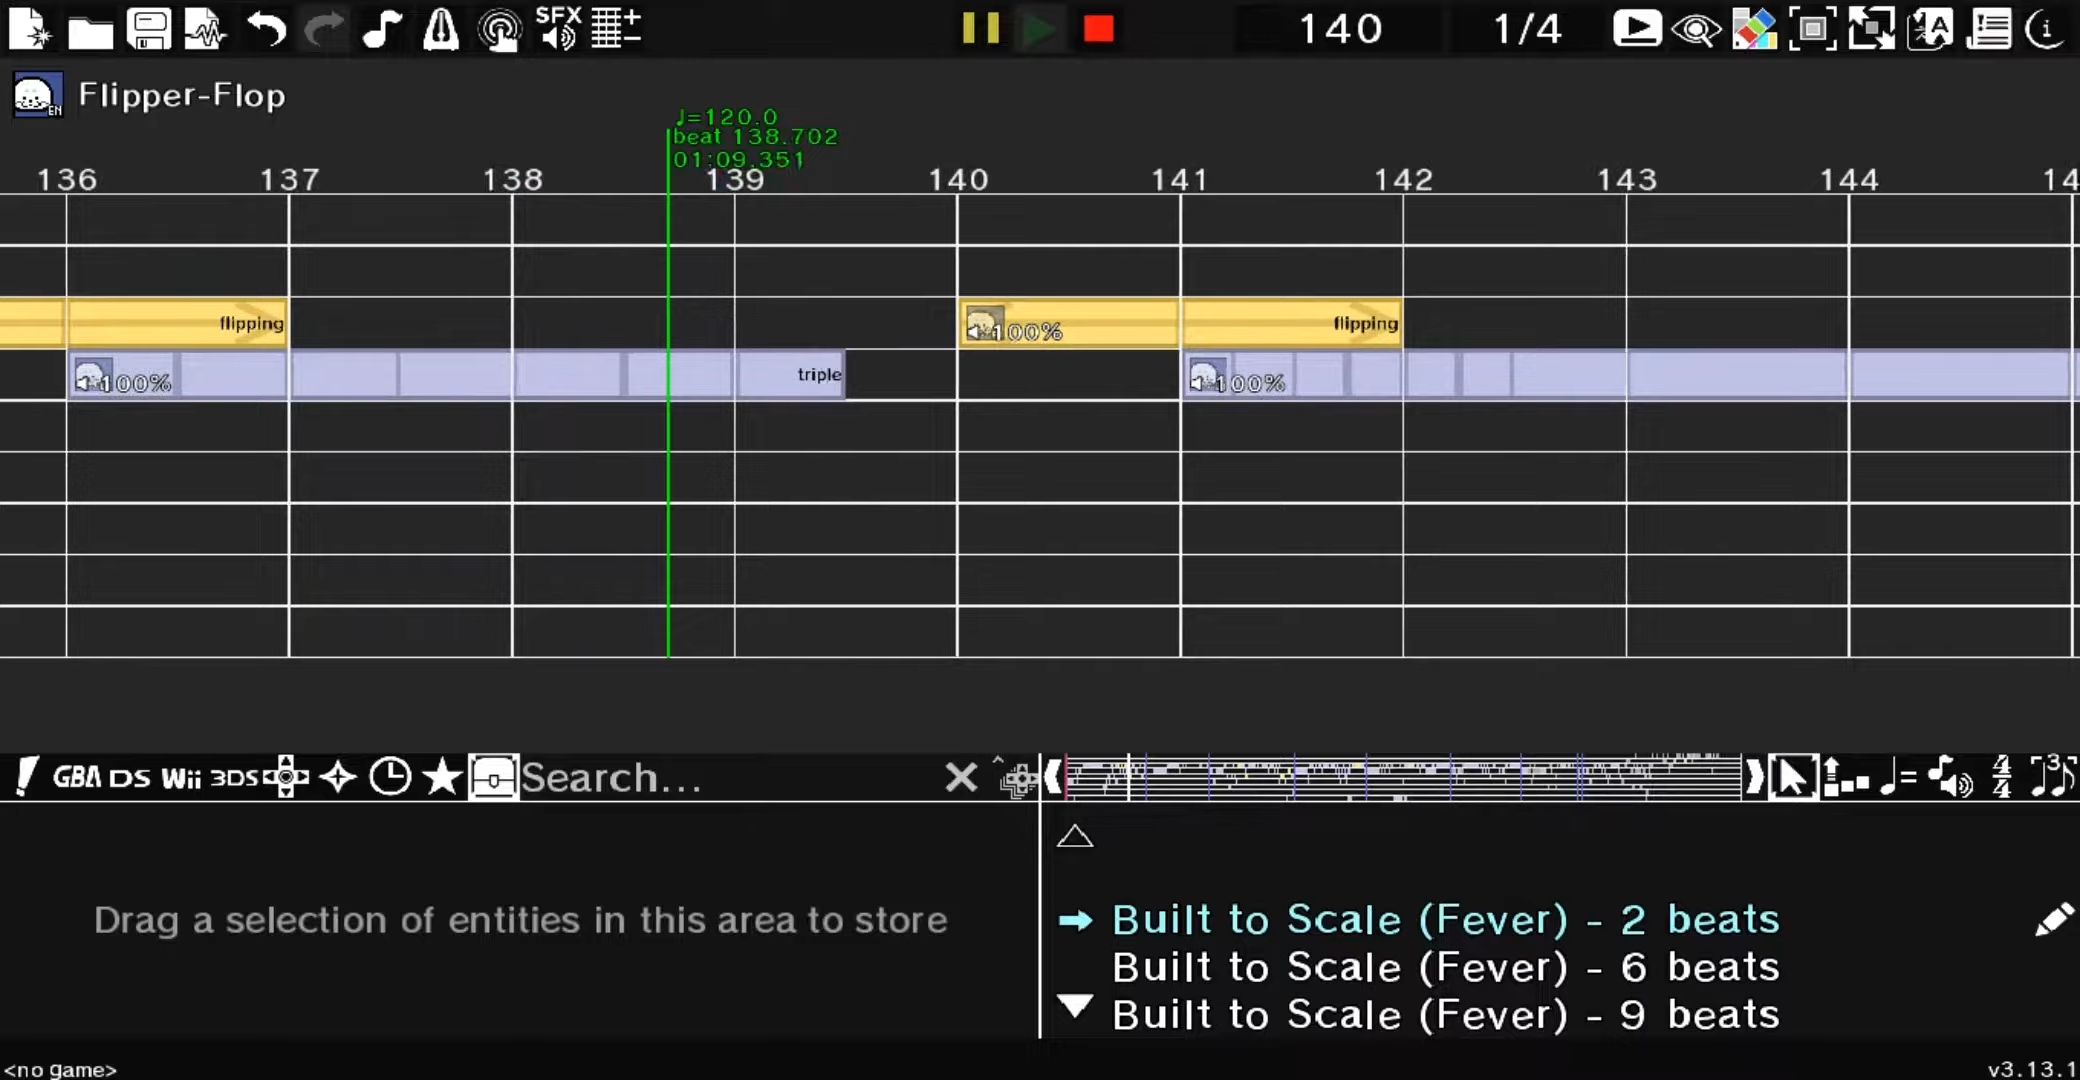 SFX
140
1/4
A
i
EN
Flipper-Flop
♩=120.0
beat 138.702
01:09.351
136 137 138 139 140 141 142 143 144 14
flipping 100% flipping
100% triple 100%
GBA DS Wii 3DS Search...
Drag a selection of entities in this area to store
Built to Scale (Fever) - 2 beats
Built to Scale (Fever) - 6 beats
Built to Scale (Fever) - 9 beats
<no game>
v3.13.1